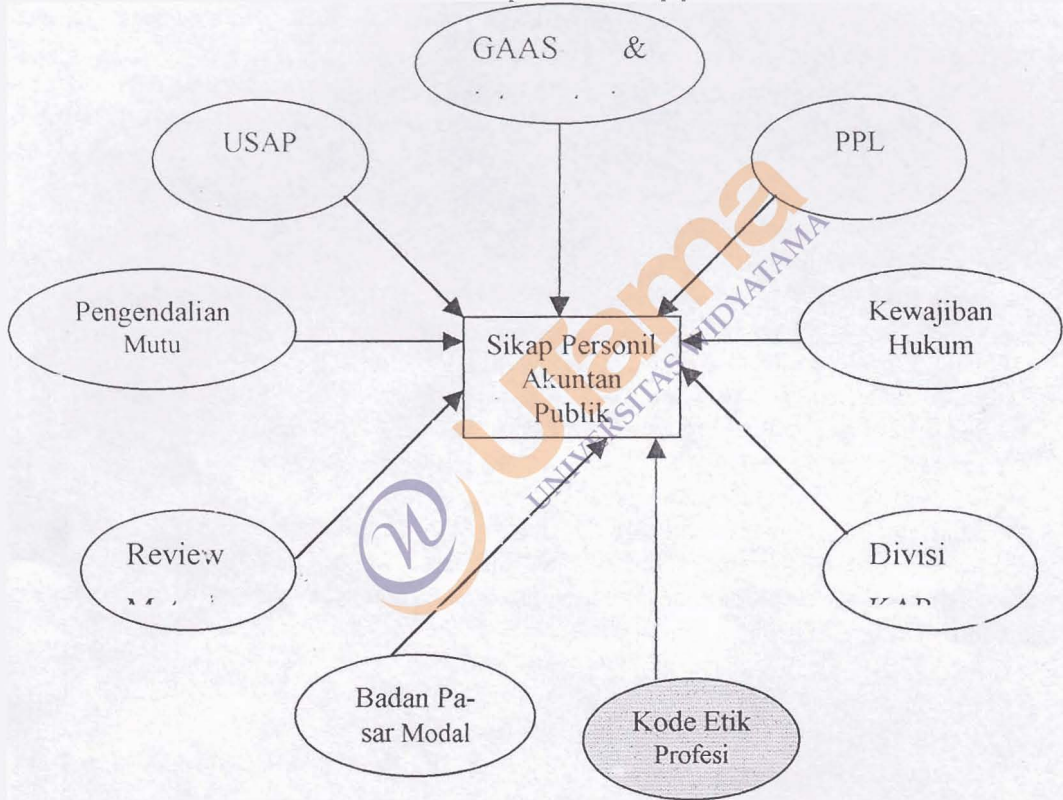 GAAS &
USAP
PPL
Pengendalian
Mutu
Kewajiban
Hukum
Sikap Personil
Akuntan
Publik
Utama
UNIVERSITAS WIDYATAMA
Review
Divisi
Badan Pa-
sar Modal
Kode Etik
Profesi